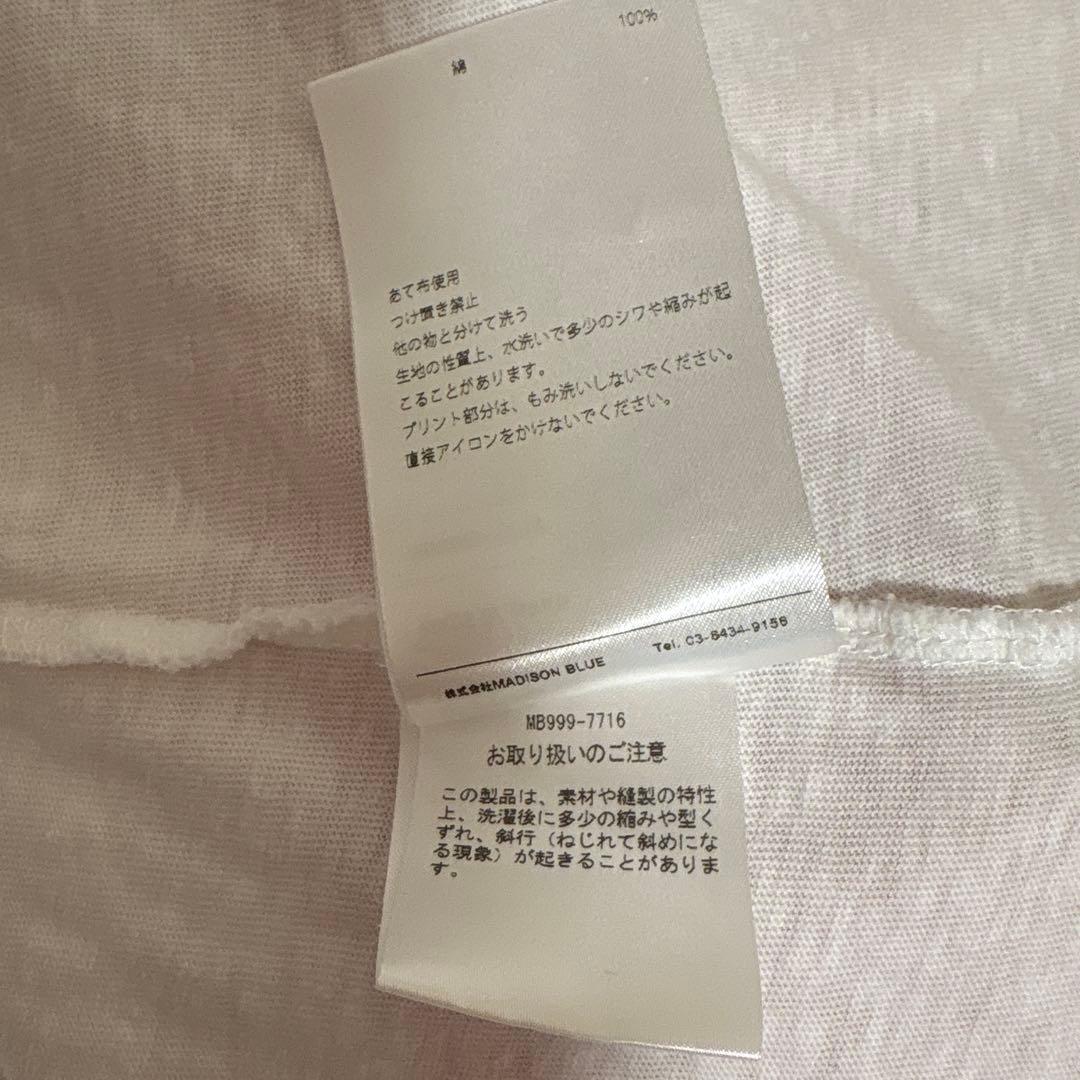 綿 100%
あて布使用
つけ置き禁止
他の物と分けて洗う
生地の性質上、水洗いで多少のシワや縮みが起
こることがあります。
プリント部分は、もみ洗いしないでください。
直接アイロンをかけないでください。
株式会社MADISON BLUE Tel. 03-6434-9156
MB999-7716
お取り扱いのご注意
この製品は、素材や縫製の特性
上、洗濯後に多少の縮みや型く
ずれ、斜行（ねじれて斜めにな
る現象）が起きることがありま
す。